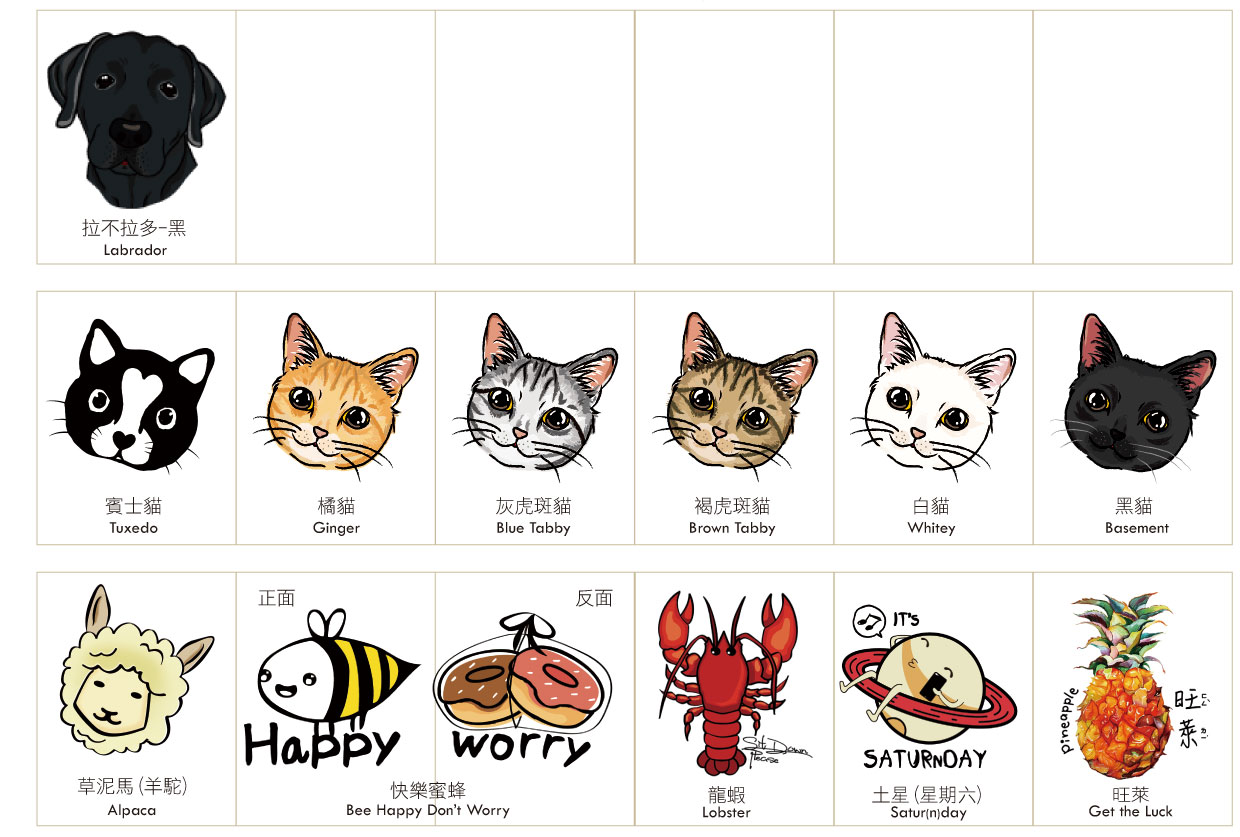 拉不拉多-黑
Labrador
賓士貓
Tuxedo
橘貓
Ginger
灰虎斑貓
Blue Tabby
褐虎斑貓
Brown Tabby
白貓
Whitey
黑貓
Basement
草泥馬(羊駝)
Alpaca
正面
反面
Happy
worry
快樂蜜蜂
Bee Happy Don't Worry
Sit Down
Please
龍蝦
Lobster
IT'S
SATURNDAY
土星(星期六)
Satur(n)day
pineapple
旺萊
旺萊
Get the Luck